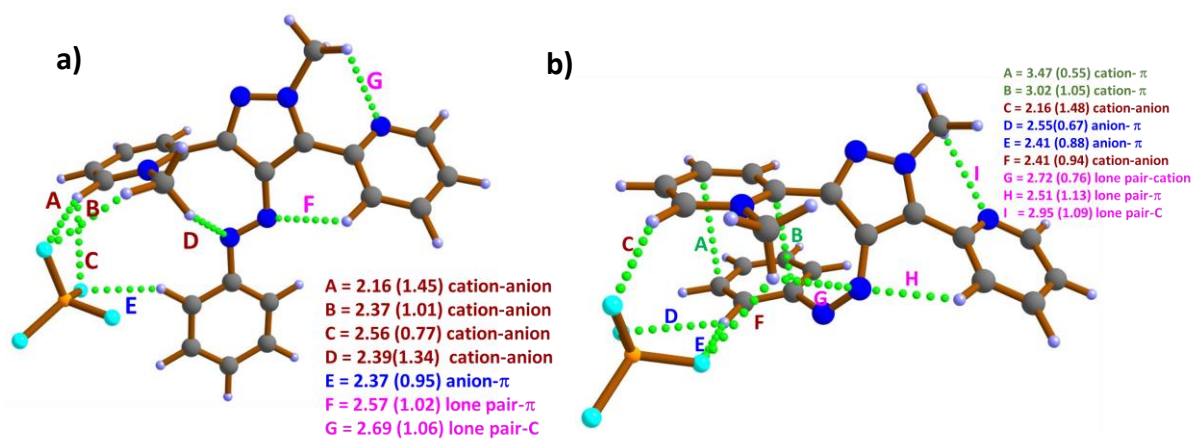 a)
G
A
B
D
F
C
E
A = 2.16 (1.45) cation-anion
B = 2.37 (1.01) cation-anion
C = 2.56 (0.77) cation-anion
D = 2.39(1.34) cation-anion
E = 2.37 (0.95) anion-π
F = 2.57 (1.02) lone pair-π
G = 2.69 (1.06) lone pair-C
b)
A = 3.47 (0.55) cation-π
B = 3.02 (1.05) cation-π
C = 2.16 (1.48) cation-anion
D = 2.55(0.67) anion- π
E = 2.41 (0.88) anion- π
F = 2.41 (0.94) cation-anion
G = 2.72 (0.76) lone pair-cation
H = 2.51 (1.13) lone pair-π
I = 2.95 (1.09) lone pair-C
I
C
A
B
H
G
D
F
E